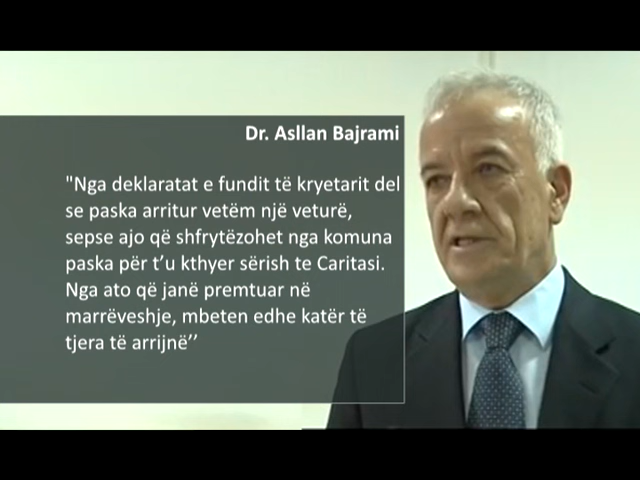 Dr. Asllan Bajrami
"Nga deklaratat e fundit të kryetarit del
se paska arritur vetëm një veturë,
sepse ajo që shfrytëzohet nga komuna
paska për t’u kthyer sërish te Caritasi.
Nga ato që janë premtuar në
marrëveshje, mbeten edhe katër të
tjera të arrijnë’’